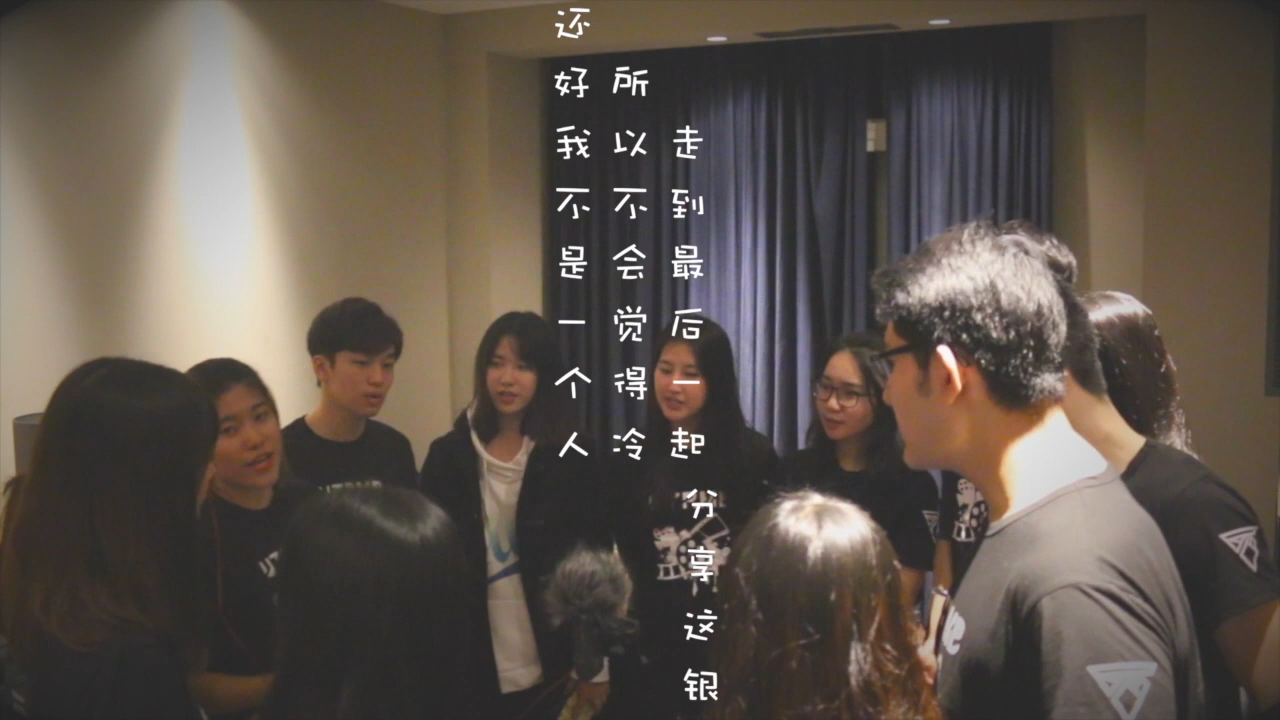 还好我不是一个人
所以不会觉得冷
走到最后一起
分享这银